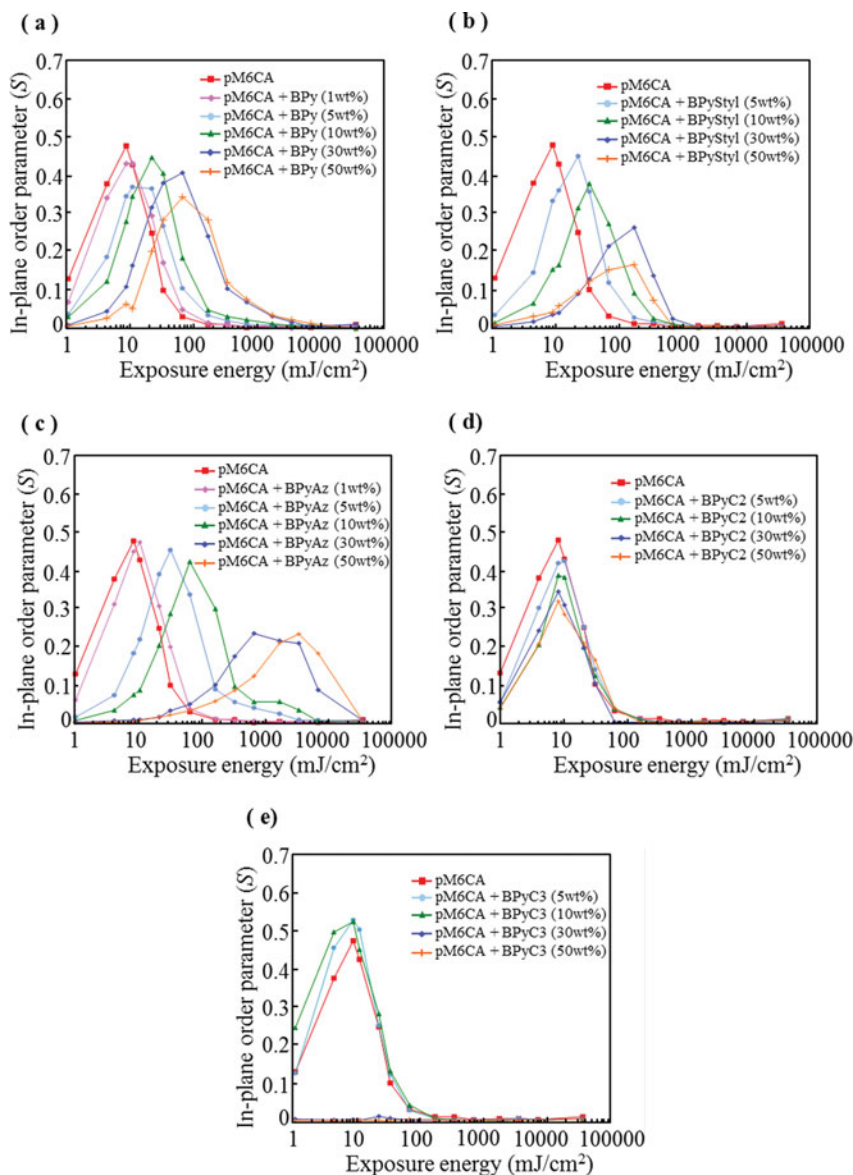 ( a )
In-plane order parameter (S)
0.7
0.6
0.5
0.4
0.3
0.2
0.1
0
pM6CA
pM6CA + BPy (1wt%)
pM6CA + BPy (5wt%)
pM6CA + BPy (10wt%)
pM6CA + BPy (30wt%)
pM6CA + BPy (50wt%)
1 10 100 1000 10000 100000
Exposure energy (mJ/cm²)
( b )
In-plane order parameter (S)
0.7
0.6
0.5
0.4
0.3
0.2
0.1
0
pM6CA
pM6CA + BPyStyl (5wt%)
pM6CA + BPyStyl (10wt%)
pM6CA + BPyStyl (30wt%)
pM6CA + BPyStyl (50wt%)
1 10 100 1000 10000 100000
Exposure energy (mJ/cm²)
( c )
In-plane order parameter (S)
0.7
0.6
0.5
0.4
0.3
0.2
0.1
0
pM6CA
pM6CA + BPyAz (1wt%)
pM6CA + BPyAz (5wt%)
pM6CA + BPyAz (10wt%)
pM6CA + BPyAz (30wt%)
pM6CA + BPyAz (50wt%)
1 10 100 1000 10000 100000
Exposure energy (mJ/cm²)
( d )
In-plane order parameter (S)
0.7
0.6
0.5
0.4
0.3
0.2
0.1
0
pM6CA
pM6CA + BPyC2 (5wt%)
pM6CA + BPyC2 (10wt%)
pM6CA + BPyC2 (30wt%)
pM6CA + BPyC2 (50wt%)
1 10 100 1000 10000 100000
Exposure energy (mJ/cm²)
( e )
In-plane order parameter (S)
0.7
0.6
0.5
0.4
0.3
0.2
0.1
0
pM6CA
pM6CA + BPyC3 (5wt%)
pM6CA + BPyC3 (10wt%)
pM6CA + BPyC3 (30wt%)
pM6CA + BPyC3 (50wt%)
1 10 100 1000 10000 100000
Exposure energy (mJ/cm²)